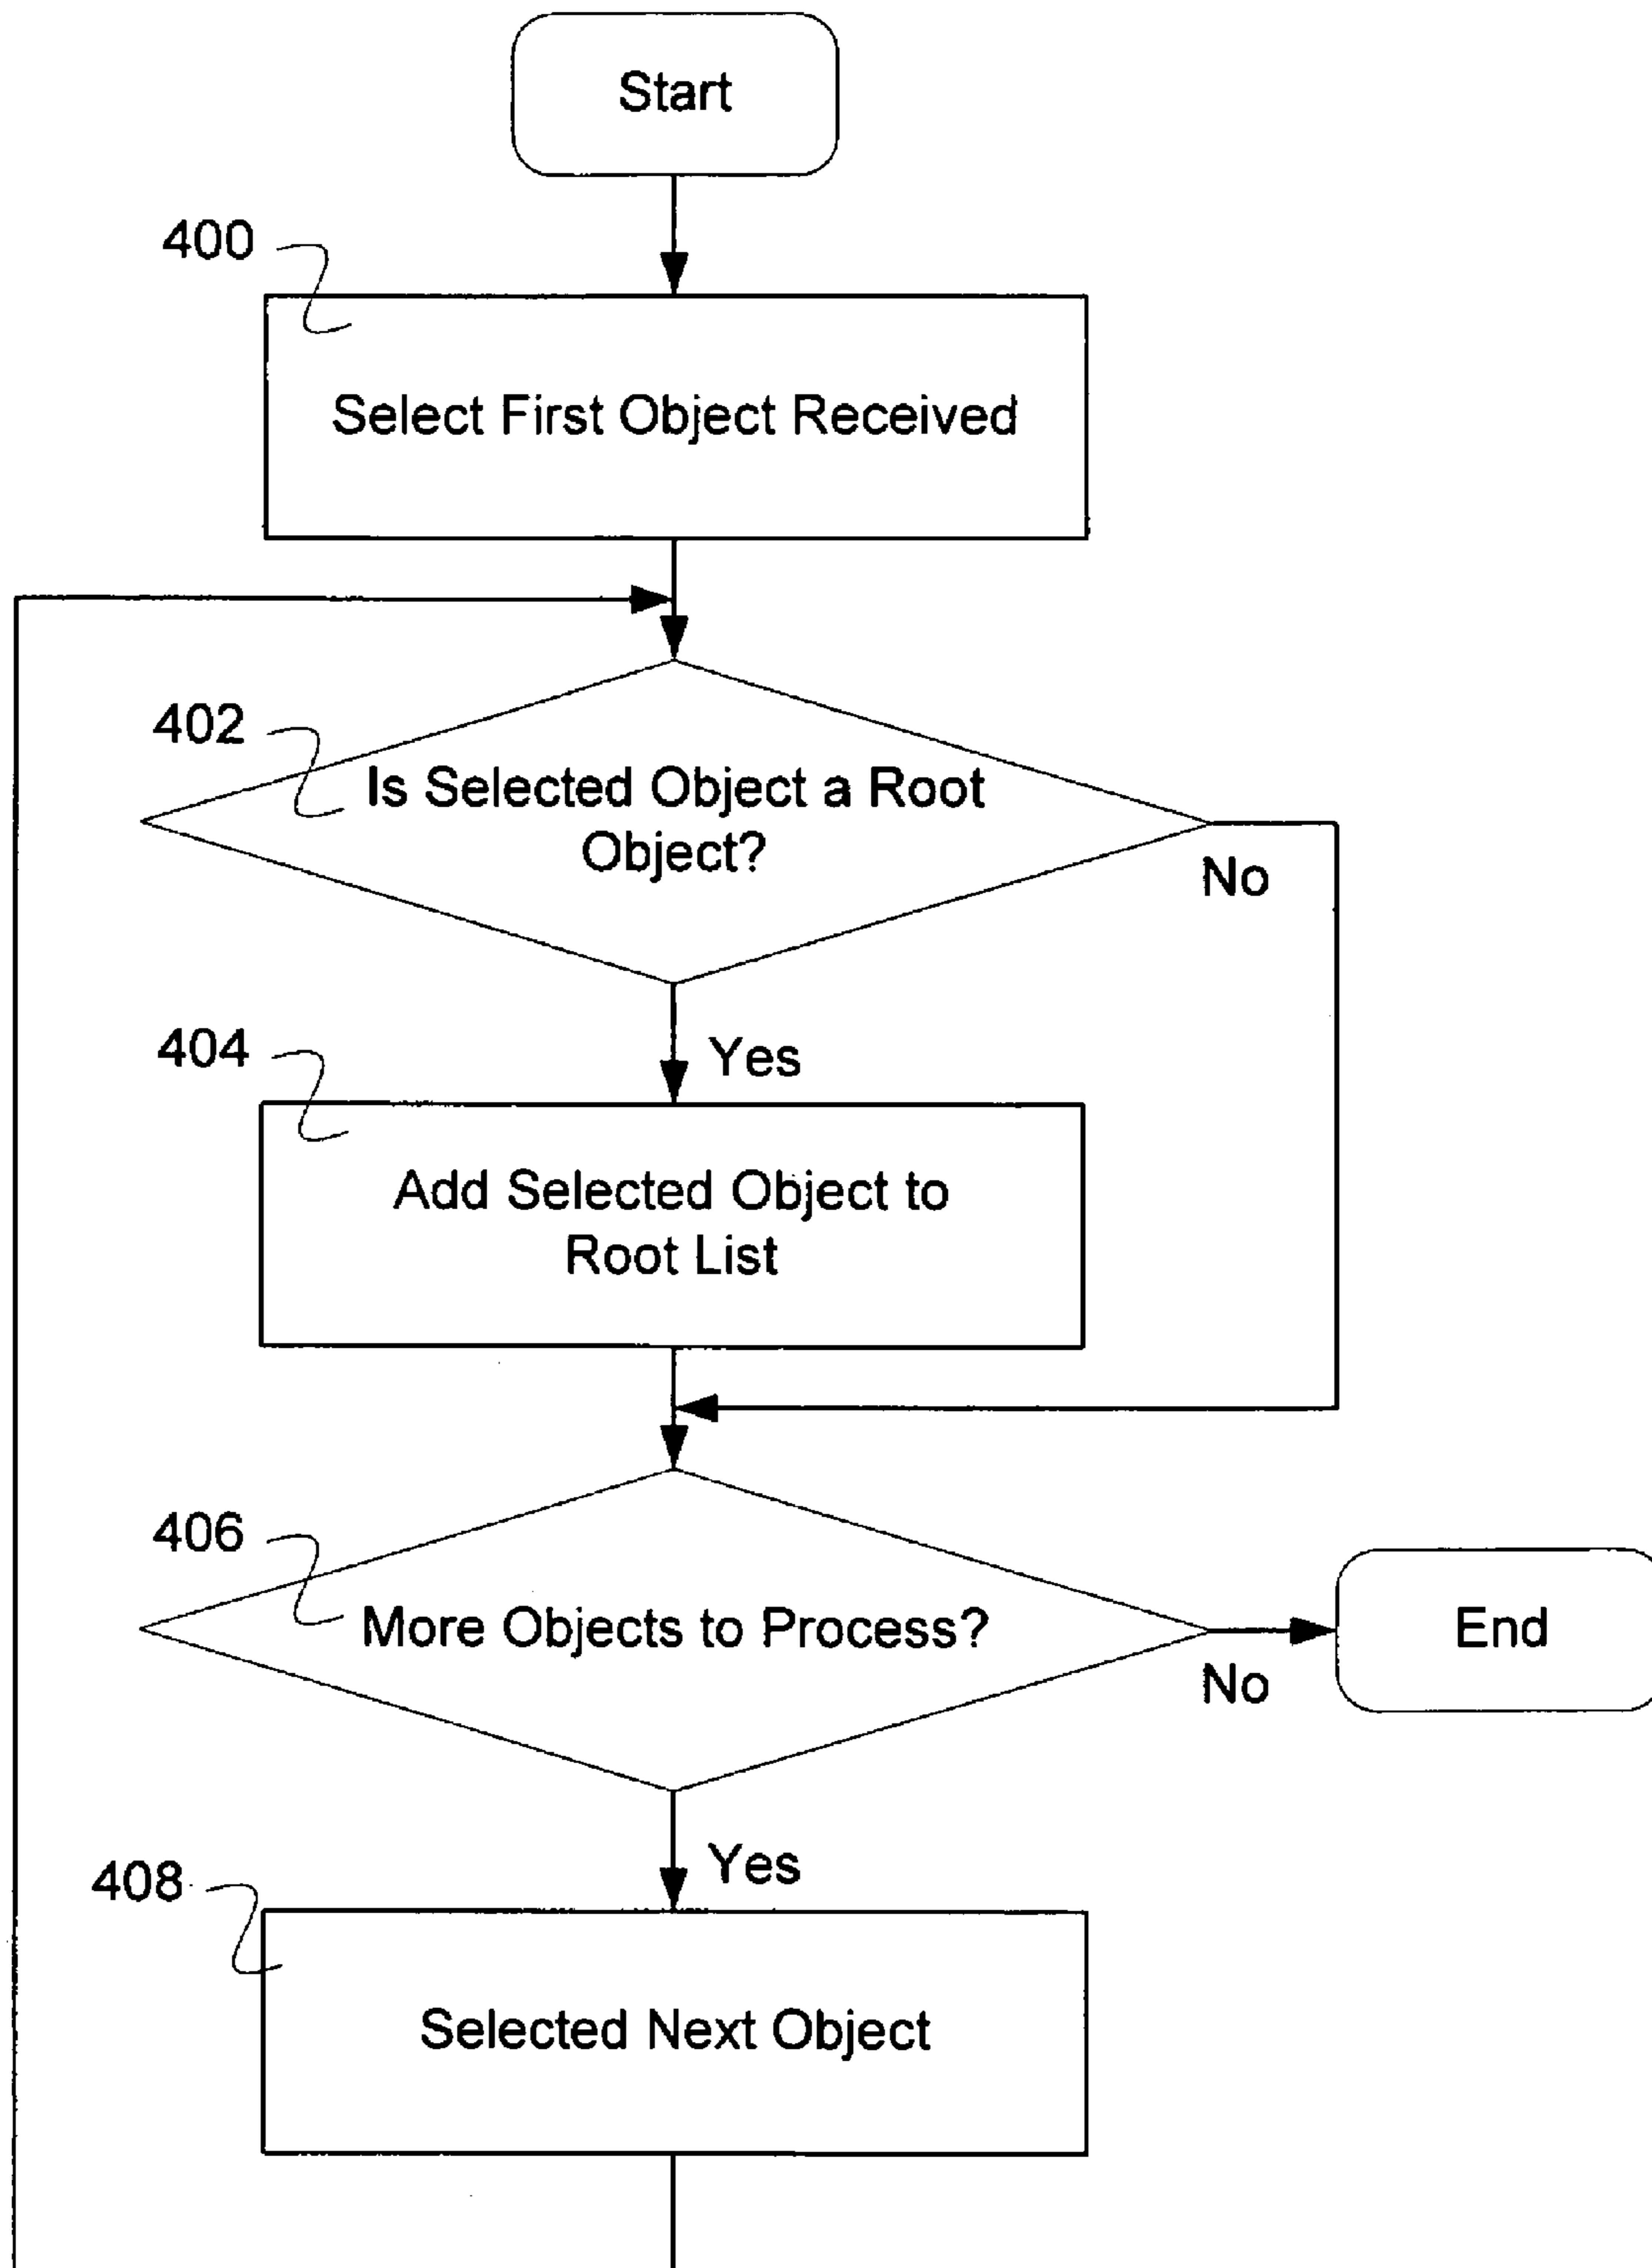 Start
400
Select First Object Received
402
Is Selected Object a Root
Object?
No
Yes
404
Add Selected Object to
Root List
406
More Objects to Process?
No
End
Yes
408
Selected Next Object